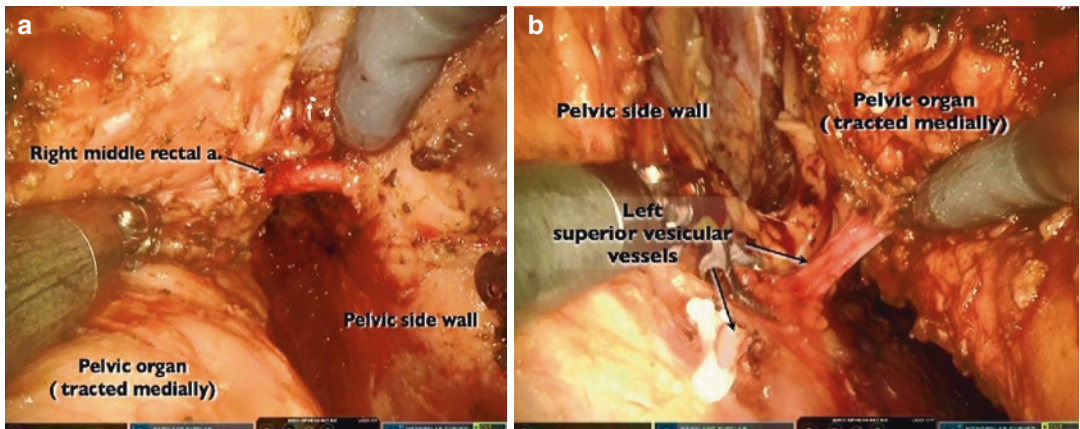 a
Right middle rectal a.
Pelvic side wall
Pelvic organ
(tracted medially)
b
Pelvic side wall
Pelvic organ
(tracted medially)
Left
superior vesicular
vessels